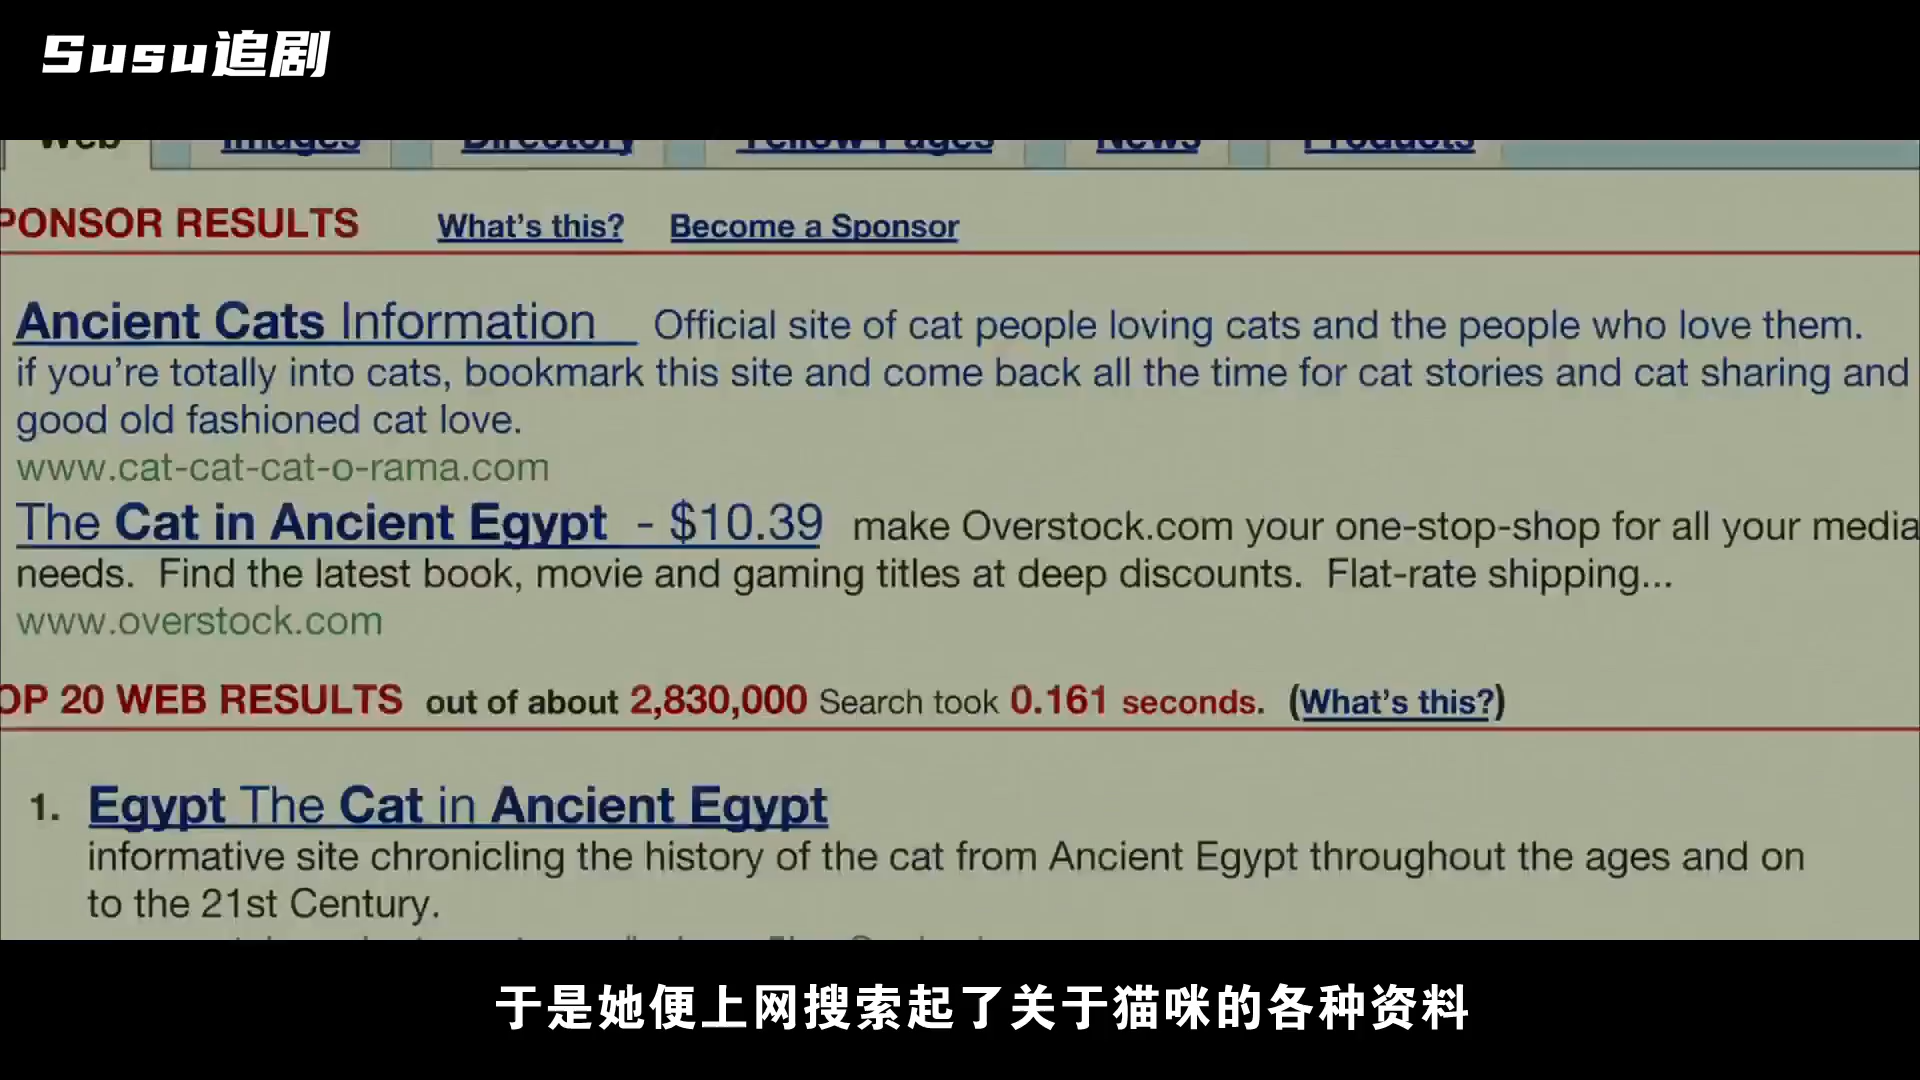 Susu追剧
Web Images Directory Yellow Pages News Products
PONSOR RESULTS What's this? Become a Sponsor
Ancient Cats Information Official site of cat people loving cats and the people who love them.
if you're totally into cats, bookmark this site and come back all the time for cat stories and cat sharing and
good old fashioned cat love.
www.cat-cat-cat-o-rama.com
The Cat in Ancient Egypt - $10.39 make Overstock.com your one-stop-shop for all your media
needs. Find the latest book, movie and gaming titles at deep discounts. Flat-rate shipping...
www.overstock.com
OP 20 WEB RESULTS out of about 2,830,000 Search took 0.161 seconds. (What's this?)
1. Egypt The Cat in Ancient Egypt
informative site chronicling the history of the cat from Ancient Egypt throughout the ages and on
to the 21st Century.
于是她便上网搜索起了关于猫咪的各种资料